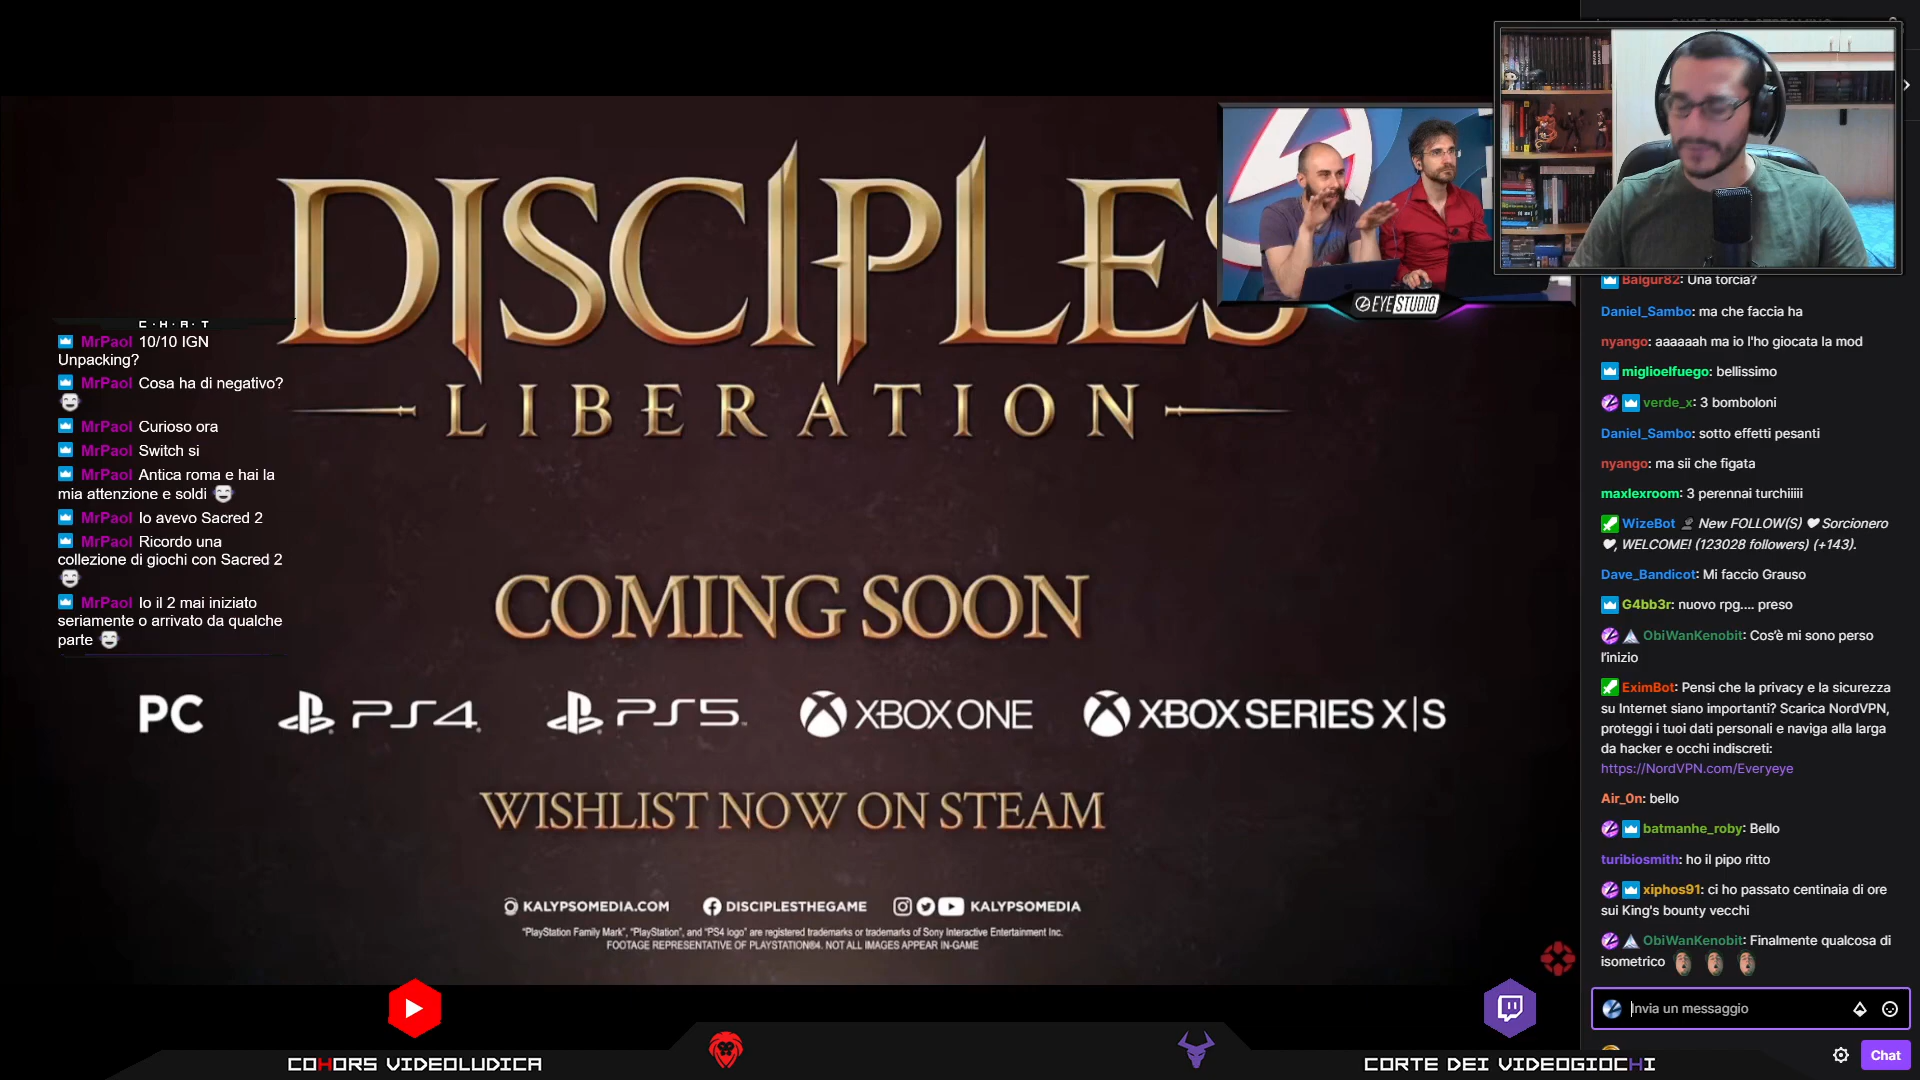 DISCIPLES
LIBERATION
COMING SOON
PC PS4 PS5 XBOX ONE XBOX SERIES X|S
WISHLIST NOW ON STEAM
KALYPSOMEDIA.COM DISCIPLESTHEGAME KALYPSOMEDIA
"PlayStation Family Mark", "PlayStation", and "PS4 logo" are registered trademarks or trademarks of Sony Interactive Entertainment Inc.
FOOTAGE REPRESENTATIVE OF PLAYSTATION®4. NOT ALL IMAGES APPEAR IN-GAME
EYESTUDIO
C·H·A·T
MrPaol 10/10 IGN
Unpacking?
MrPaol Cosa ha di negativo?
MrPaol Curioso ora
MrPaol Switch si
MrPaol Antica roma e hai la
mia attenzione e soldi
MrPaol Io avevo Sacred 2
MrPaol Ricordo una
collezione di giochi con Sacred 2
MrPaol Io il 2 mai iniziato
seriamente o arrivato da qualche
parte
Balgur82: Una torcia?
Daniel_Sambo: ma che faccia ha
nyango: aaaaaah ma io l'ho giocata la mod
miglioelfuego: bellissimo
verde_x: 3 bomboloni
Daniel_Sambo: sotto effetti pesanti
nyango: ma sii che figata
maxlexroom: 3 perennai turchiiiii
WizeBot New FOLLOW(S) Sorcionero
, WELCOME! (123028 followers) (+143).
Dave_Bandicot: Mi faccio Grauso
G4bb3r: nuovo rpg.... preso
ObiWanKenobit: Cos'è mi sono perso
l'inizio
EximBot: Pensi che la privacy e la sicurezza
su Internet siano importanti? Scarica NordVPN,
proteggi i tuoi dati personali e naviga alla larga
da hacker e occhi indiscreti:
https://NordVPN.com/Everyeye
Air_0n: bello
batmanhe_roby: Bello
turibiosmith: ho il pipo ritto
xiphos91: ci ho passato centinaia di ore
sui King's bounty vecchi
ObiWanKenobit: Finalmente qualcosa di
isometrico
Invia un messaggio
Chat
COHORS VIDEOLUDICA
CORTE DEI VIDEOGIOCHI